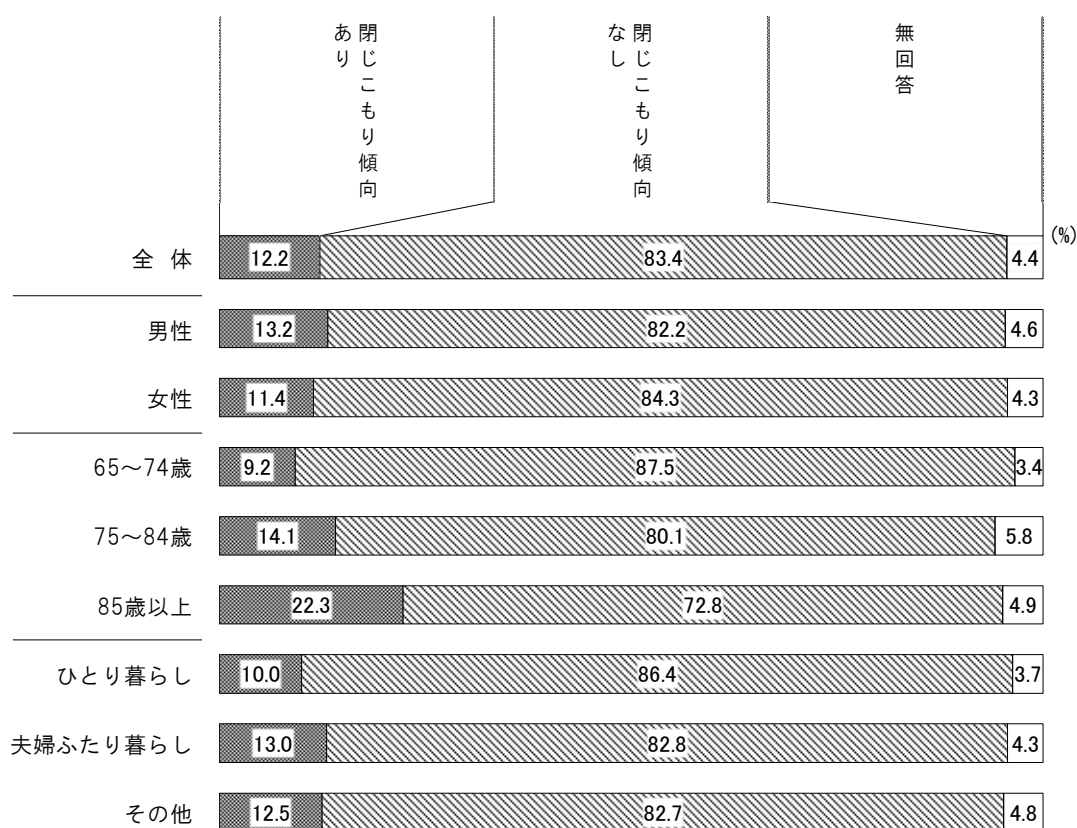 閉じこもり傾向
あり
閉じこもり傾向
なし
無回答
(%)
全 体 12.2 83.4 4.4
男性 13.2 82.2 4.6
女性 11.4 84.3 4.3
65～74歳 9.2 87.5 3.4
75～84歳 14.1 80.1 5.8
85歳以上 22.3 72.8 4.9
ひとり暮らし 10.0 86.4 3.7
夫婦ふたり暮らし 13.0 82.8 4.3
その他 12.5 82.7 4.8